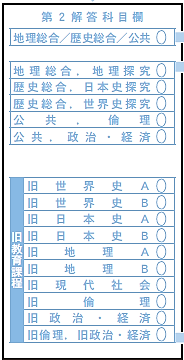 第2解答科目欄
地理総合／歴史総合／公共
地理総合，地理探究
歴史総合，日本史探究
歴史総合，世界史探究
公共，倫理
公共，政治・経済
旧教育課程
旧世界史A
旧世界史B
旧日本史A
旧日本史B
旧地理A
旧地理B
旧現代社会
旧倫理
旧政治・経済
旧倫理，旧政治・経済